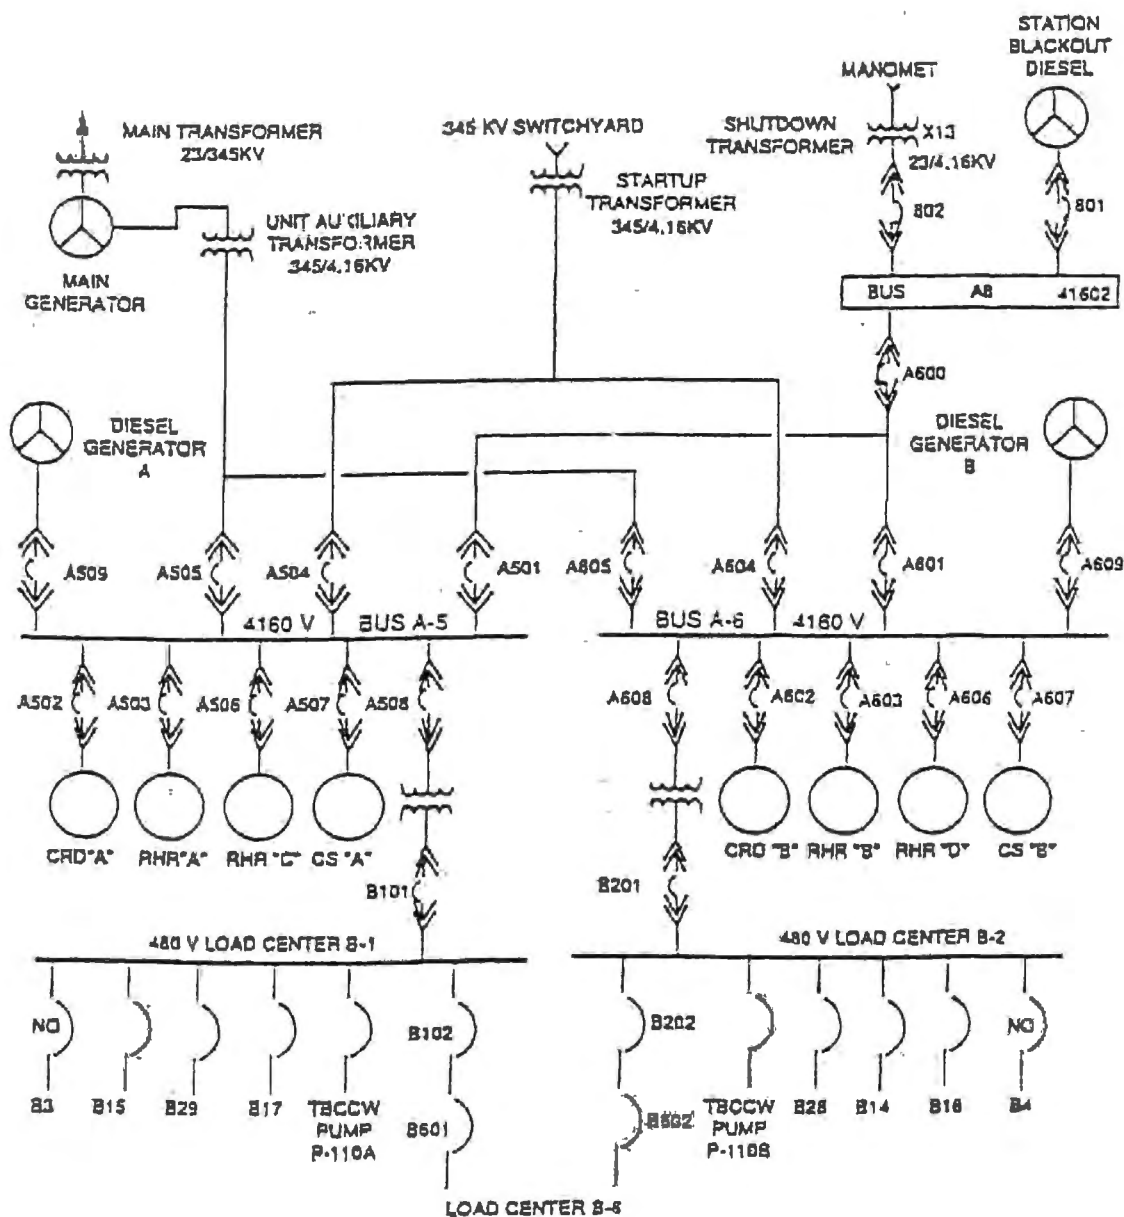 STATION
BLACKOUT
DIESEL
MANOMET
MAIN TRANSFORMER
23/345KV
345 KV SWITCHYARD
SHUTDOWN
TRANSFORMER
X13
23/4.16KV
STARTUP
TRANSFORMER
345/4.16KV
802
801
UNIT AUXILIARY
TRANSFORMER
345/4.16KV
MAIN
GENERATOR
BUS A8 41602
A600
DIESEL
GENERATOR
A
DIESEL
GENERATOR
B
A509
A505
A504
A501
A605
A604
A601
A609
4160 V BUS A-5
BUS A-6 4160 V
A502
A503
A506
A507
A508
A608
A602
A603
A606
A607
CRD "A"
RHR "A"
RHR "C"
CS "A"
CRD "B"
RHR "B"
RHR "D"
CS "B"
B101
B201
480 V LOAD CENTER B-1
480 V LOAD CENTER B-2
NO
B102
B202
NO
B3
B15
B29
B17
TBCCW
PUMP
P-110A
B601
B602
TBCCW
PUMP
P-110B
B28
B14
B16
B4
LOAD CENTER B-6